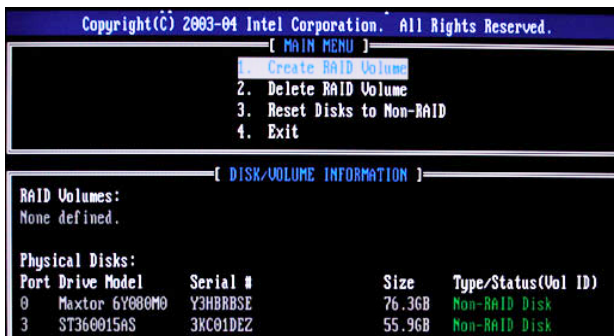 Copyright(C) 2003-04 Intel Corporation. All Rights Reserved.
[ MAIN MENU ]
1. Create RAID Volume
2. Delete RAID Volume
3. Reset Disks to Non-RAID
4. Exit
[ DISK/VOLUME INFORMATION ]
RAID Volumes:
None defined.
Physical Disks:
Port Drive Model Serial # Size Type/Status(Vol ID)
0 Maxtor 6Y080M0 Y3HBRBSE 76.3GB Non-RAID Disk
3 ST360015AS 3KC01DEZ 55.9GB Non-RAID Disk